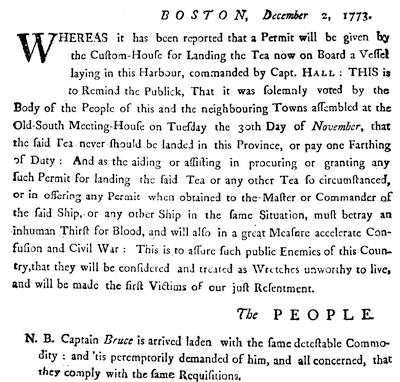 BOSTON, December 2, 1773.
WHEREAS it has been reported that a Permit will be given by
the Cuſtom-Houſe for Landing the Tea now on Board a Veſſel
laying in this Harbour, commanded by Capt. HALL: THIS is
to Remind the Publick, That it was ſolemnly voted by the
Body of the People of this and the neighbouring Towns aſſembled at the
Old-South Meeting-Houſe on Tueſday the 30th Day of November, that
the ſaid Tea never ſhould be landed in this Province, or pay one Farthing
of Duty: And as the aiding or aſſiſting in procuring or granting any
ſuch Permit for landing the ſaid Tea or any other Tea ſo circumſtanced,
or in offering any Permit when obtained to the Maſter or Commander of
the ſaid Ship, or any other Ship in the ſame Situation, muſt betray an
inhuman Thirſt for Blood, and will alſo in a great Meaſure accelerate Con-
fuſion and Civil War: This is to aſſure ſuch public Enemies of this Coun-
try, that they will be conſidered and treated as Wretches unworthy to live,
and will be made the firſt Victims of our juſt Reſentment.
The PEOPLE.
N. B. Captain Bruce is arrived laden with the ſame deteſtable Commo-
dity: and 'tis peremptorily demanded of him, and all concerned, that
they comply with the ſame Requiſitions.